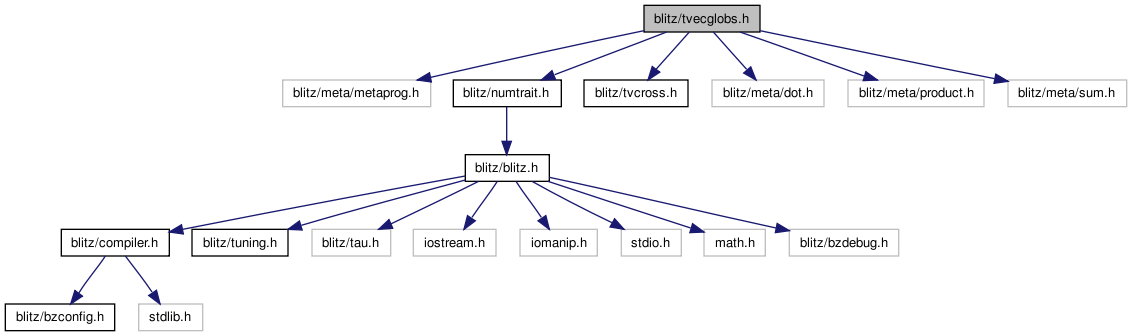 blitz/tvecglobs.h
blitz/meta/metaprog.h
blitz/numtrait.h
blitz/tvcross.h
blitz/meta/dot.h
blitz/meta/product.h
blitz/meta/sum.h
blitz/blitz.h
blitz/compiler.h
blitz/tuning.h
blitz/tau.h
iostream.h
iomanip.h
stdio.h
math.h
blitz/bzdebug.h
blitz/bzconfig.h
stdlib.h